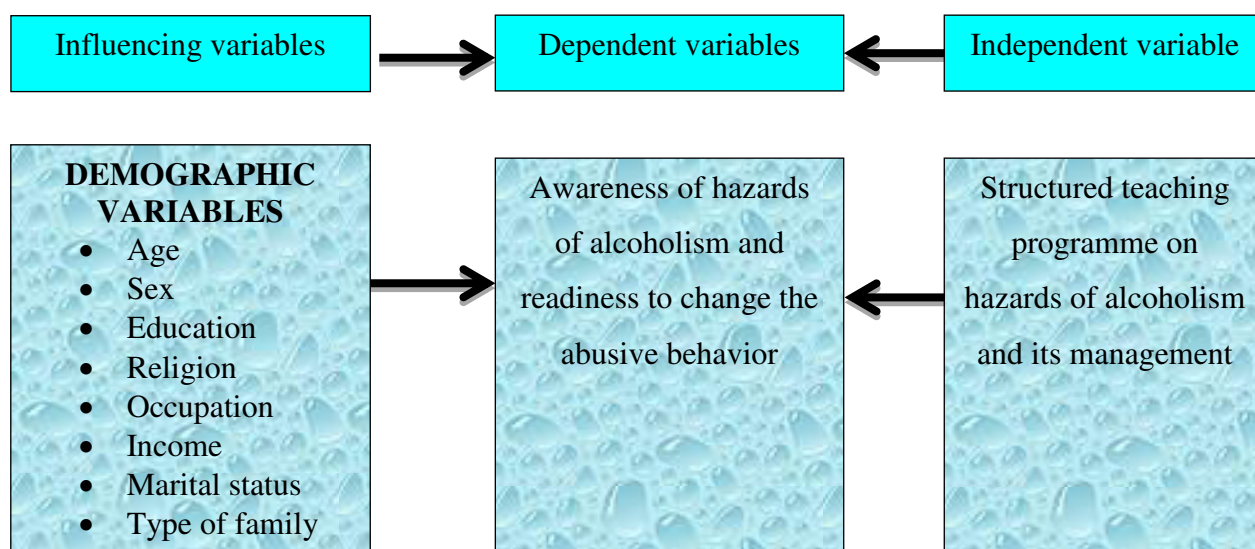 Influencing variables
Dependent variables
Independent variable
DEMOGRAPHIC
VARIABLES
• Age
• Sex
• Education
• Religion
• Occupation
• Income
• Marital status
• Type of family
Awareness of hazards
of alcoholism and
readiness to change the
abusive behavior
Structured teaching
programme on
hazards of alcoholism
and its management